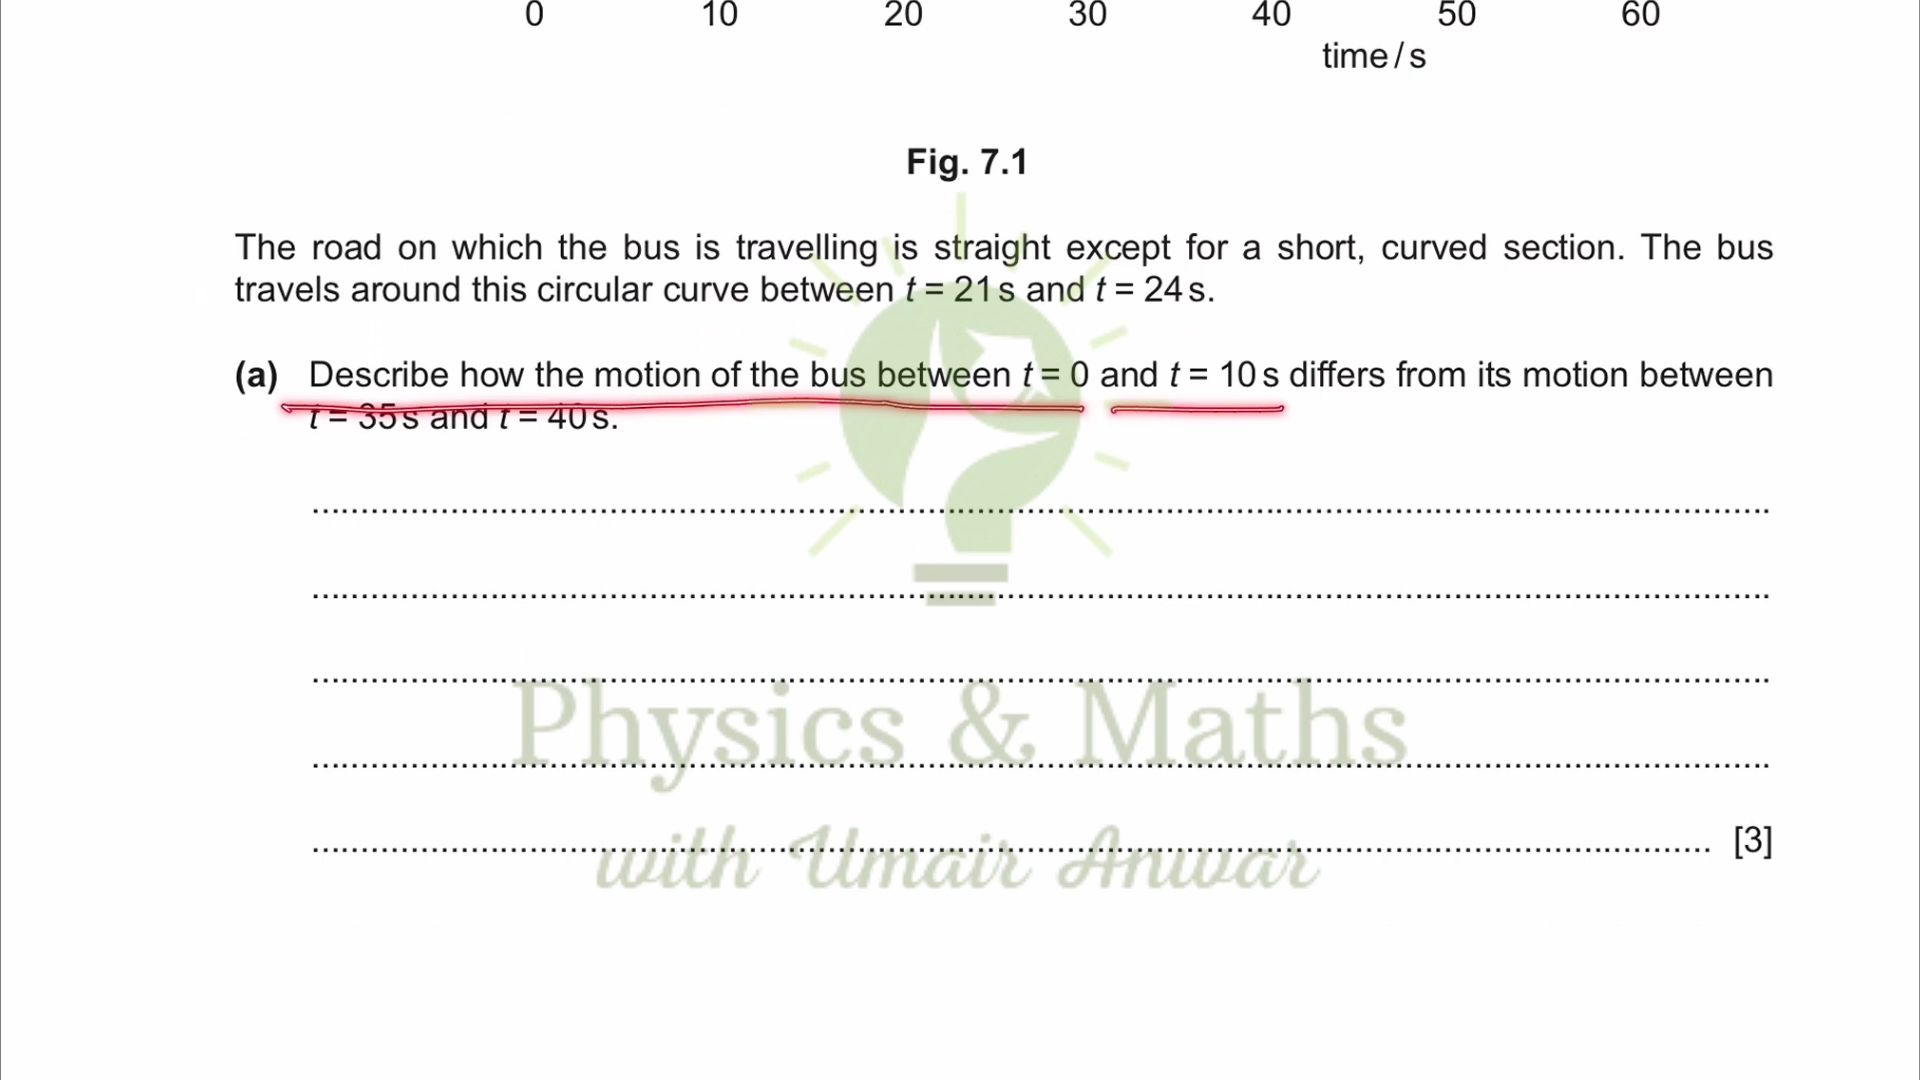 0 10 20 30 40 50 60
time / s
Fig. 7.1
The road on which the bus is travelling is straight except for a short, curved section. The bus
travels around this circular curve between t = 21 s and t = 24 s.
(a) Describe how the motion of the bus between t = 0 and t = 10 s differs from its motion between
t = 35 s and t = 40 s.
Physics & Maths
with Umair Anwar
[3]